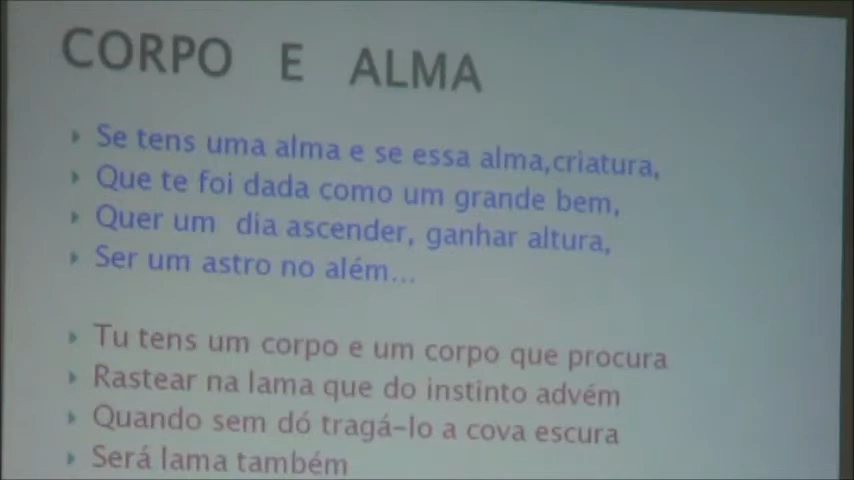 CORPO E ALMA
Se tens uma alma e se essa alma,criatura,
Que te foi dada como um grande bem,
Quer um dia ascender, ganhar altura,
Ser um astro no além...
Tu tens um corpo e um corpo que procura
Rastear na lama que do instinto advém
Quando sem dó tragá-lo a cova escura
Será lama também